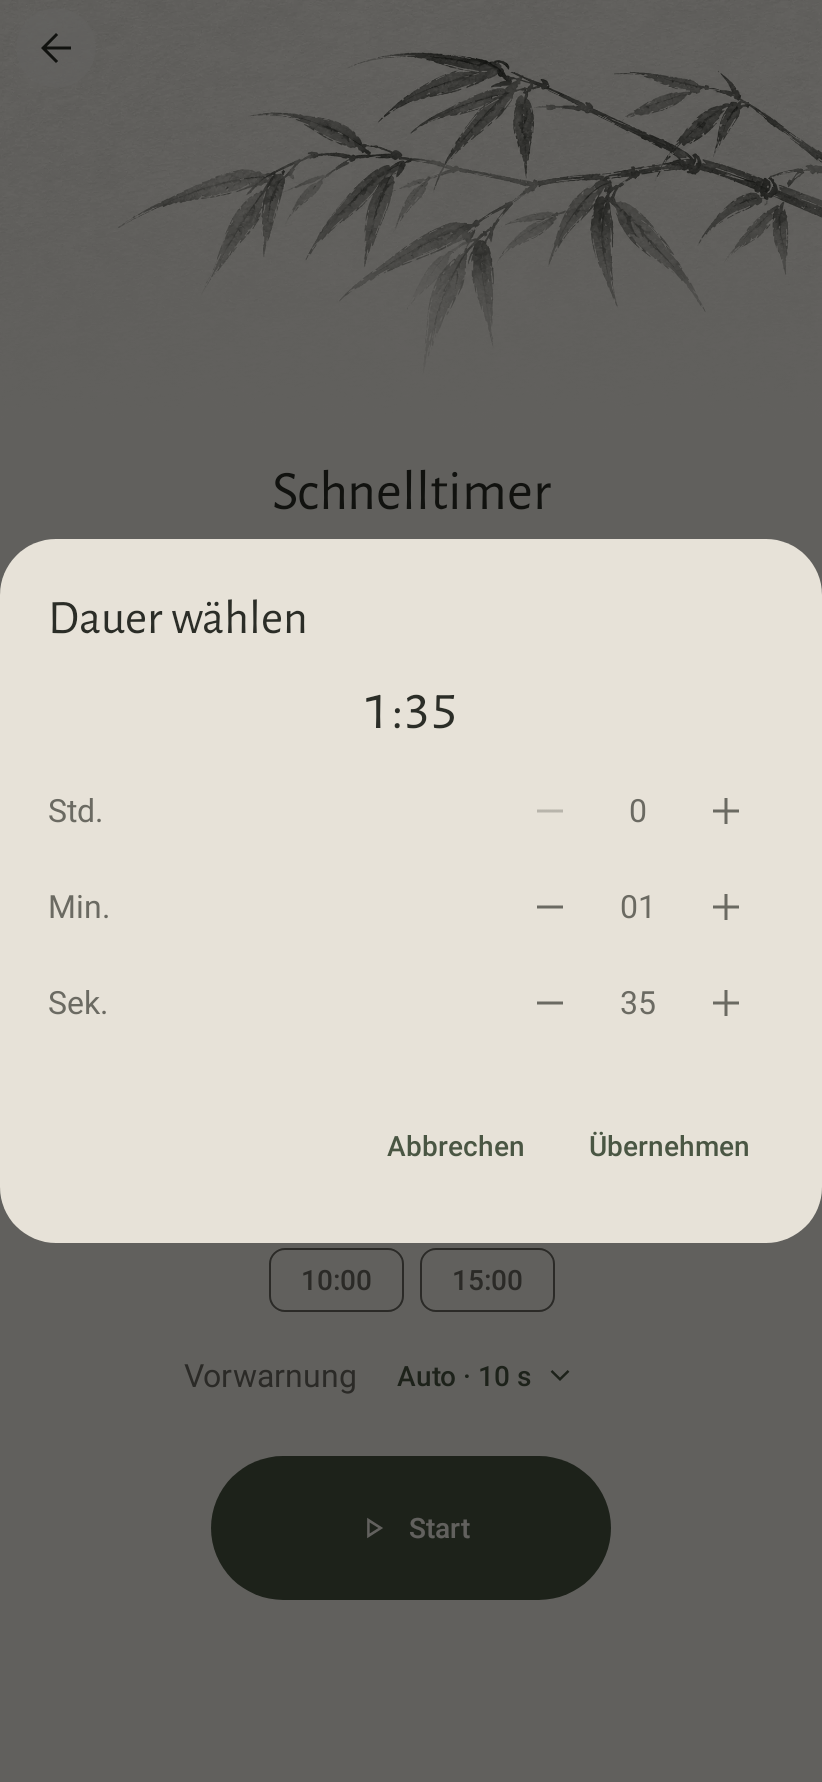 Schnelltimer
Dauer wählen
1:35
Std. 0
Min. 01
Sek. 35
Abbrechen Übernehmen
10:00 15:00
Vorwarnung Auto · 10 s
Start